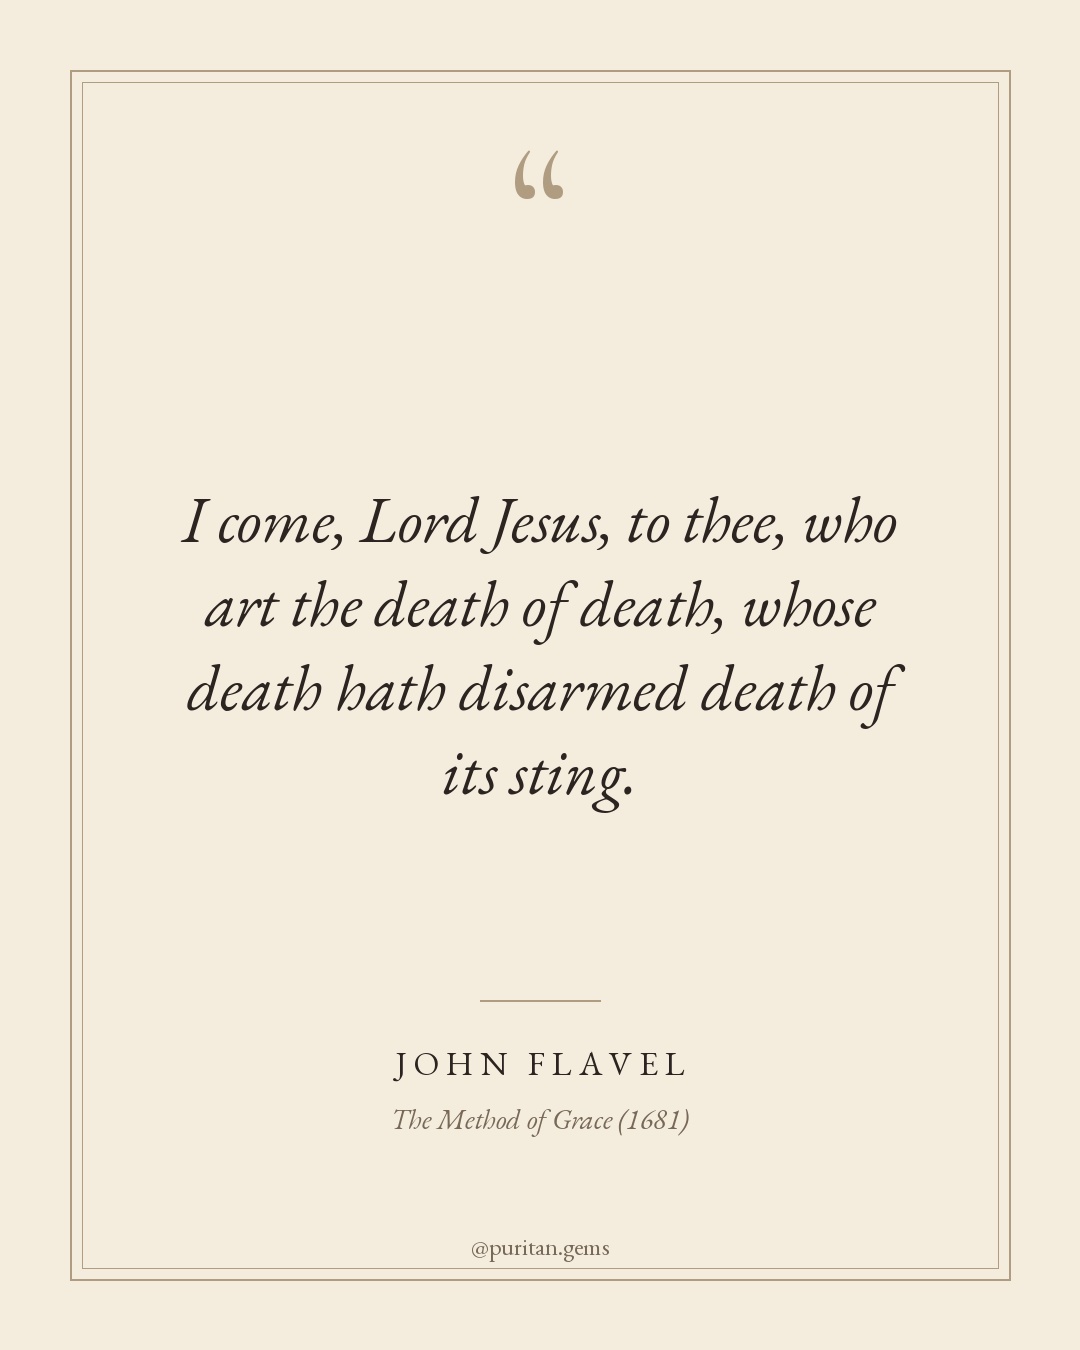 “
I come, Lord Jesus, to thee, who
art the death of death, whose
death hath disarmed death of
its sting.
JOHN FLAVEL
The Method of Grace (1681)
@puritan.gems